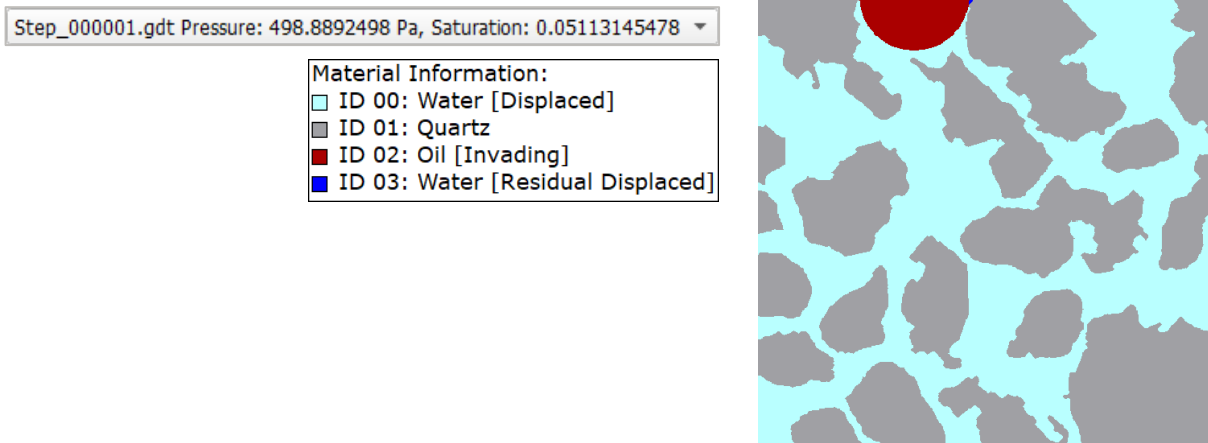 Step_000001.gdt Pressure: 498.8892498 Pa, Saturation: 0.05113145478
Material Information:
ID 00: Water [Displaced]
ID 01: Quartz
ID 02: Oil [Invading]
ID 03: Water [Residual Displaced]